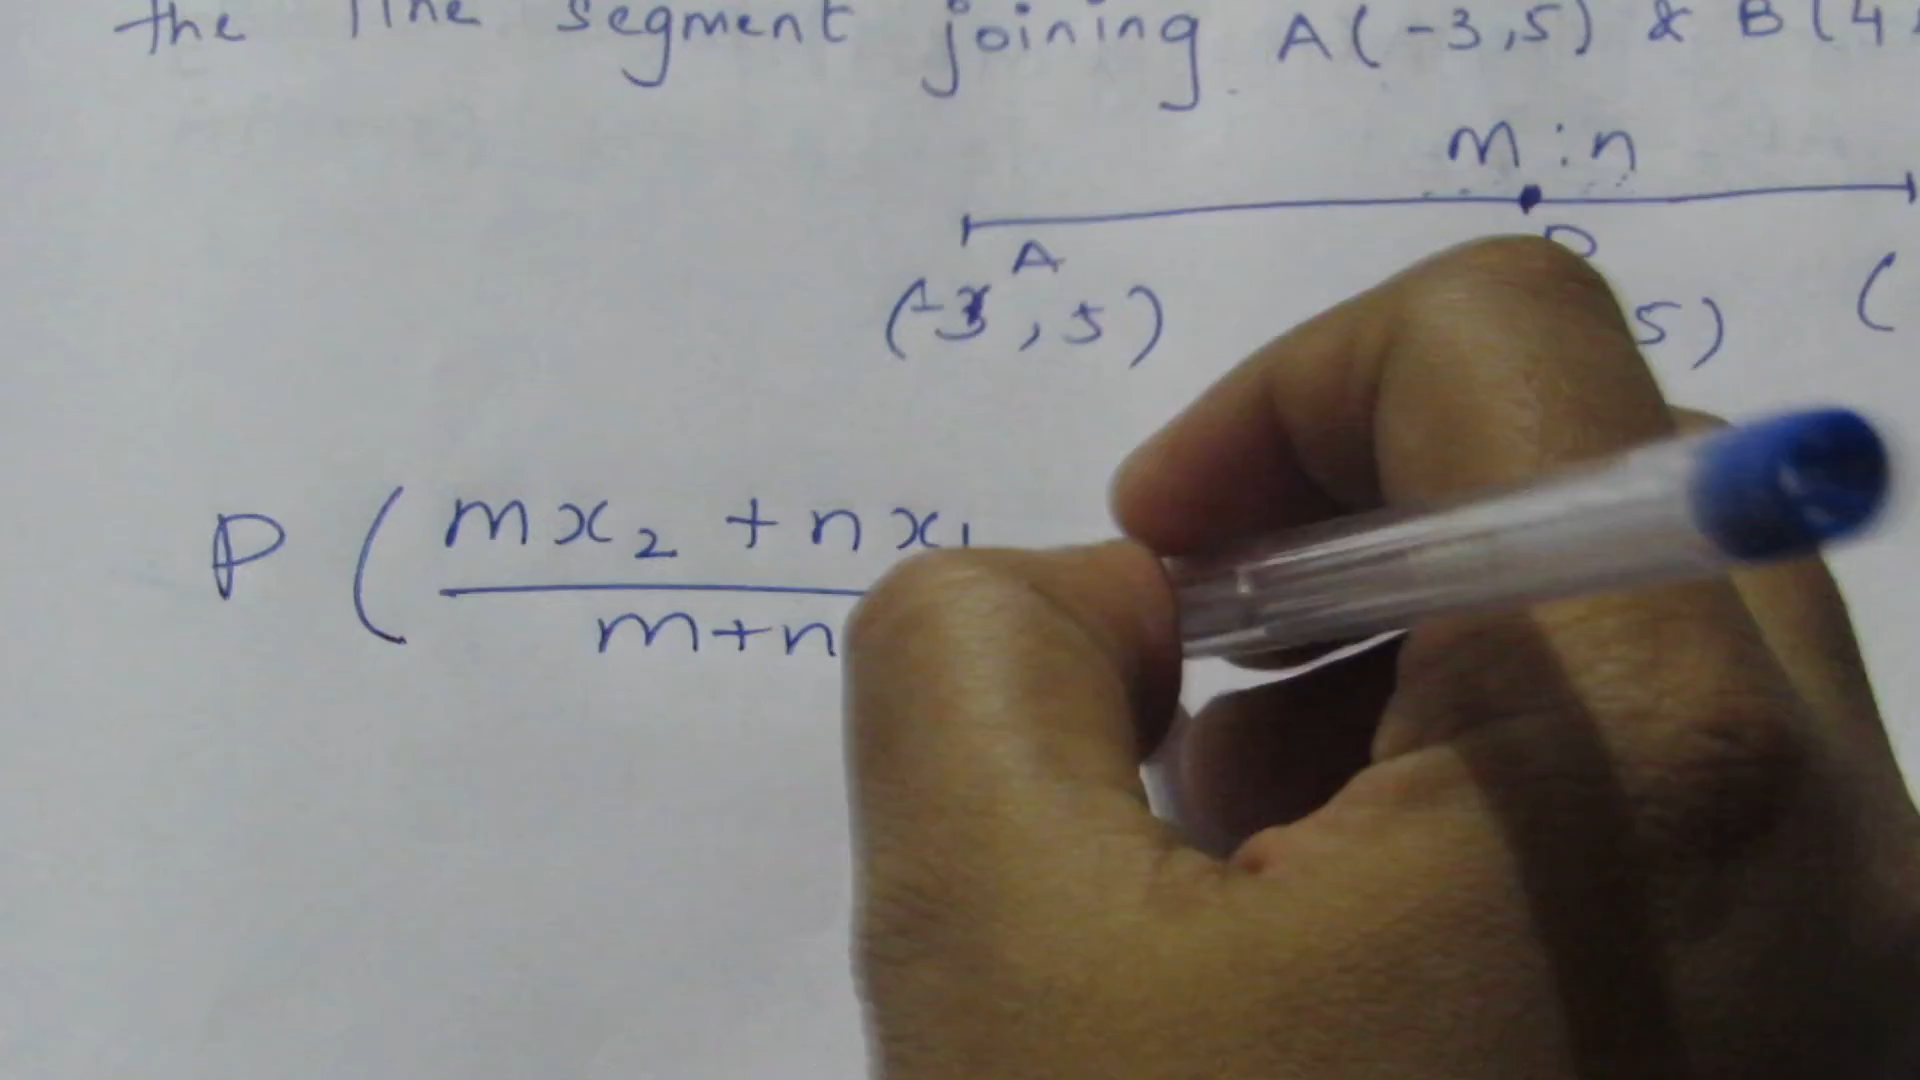 the line segment joining A(-3,5) & B(4
m:n
A P
(-3,5) 5) (
P ( mx₂ + nx₁
m+n